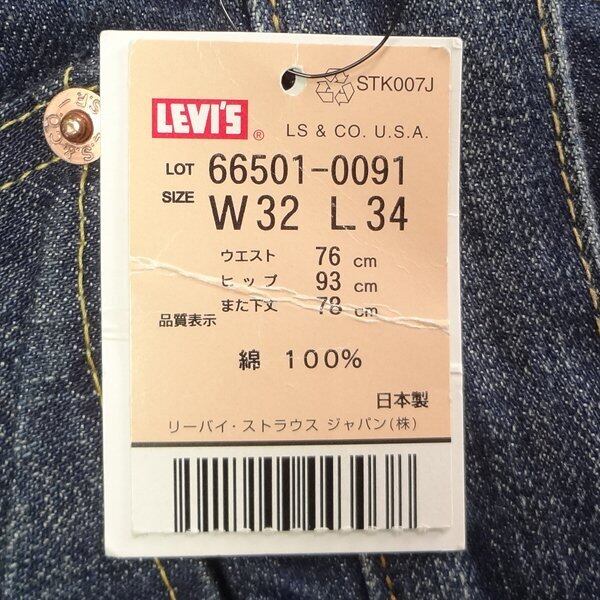 STK007J
LEVI'S ® LS & CO. U.S.A.
LOT 66501-0091
SIZE W32 L34
ウエスト 76 cm
ヒップ 93 cm
また下丈 78 cm
品質表示
綿 100%
日本製
リーバイ・ストラウス ジャパン(株)